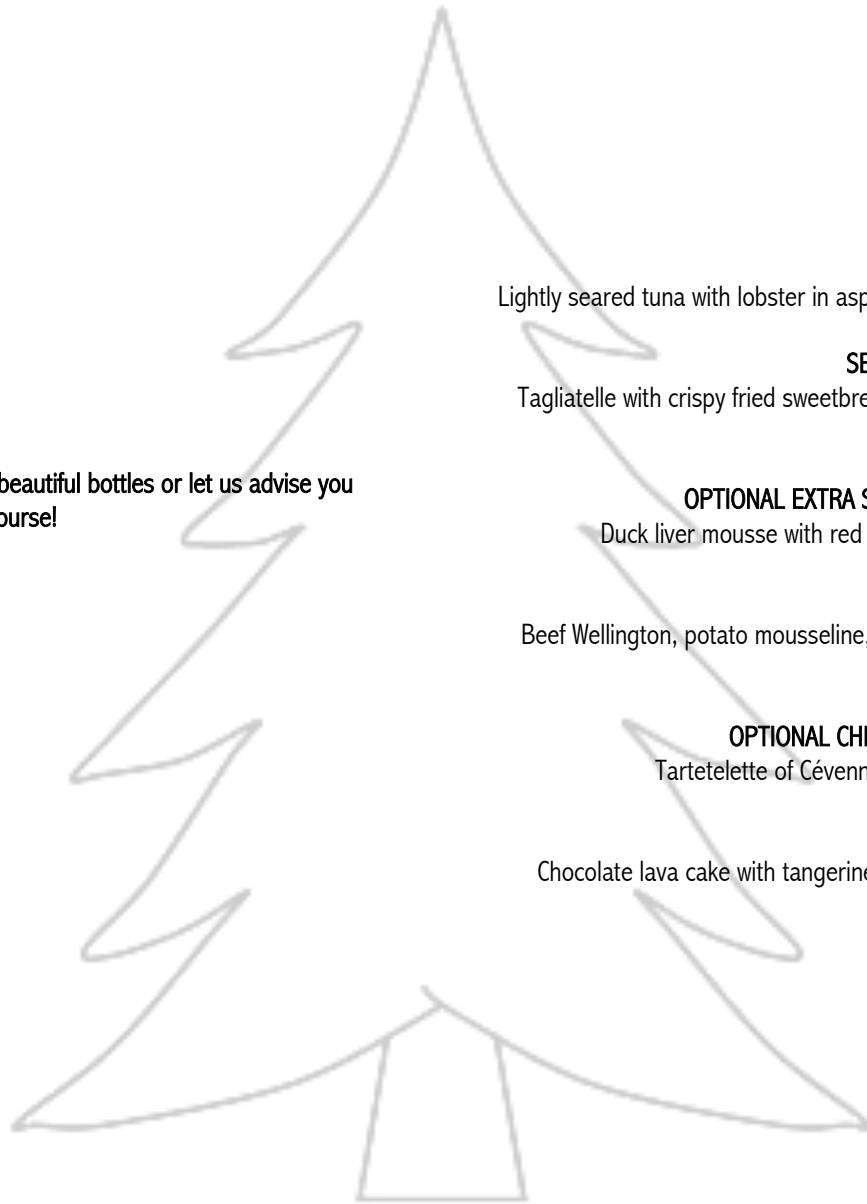 Lightly seared tuna with lobster in asp
SE
Tagliatelle with crispy fried sweetbre
beautiful bottles or let us advise you
ourse!
OPTIONAL EXTRA S
Duck liver mousse with red
Beef Wellington, potato mousseline,
OPTIONAL CHE
Tartetelette of Cévenn
Chocolate lava cake with tangerine